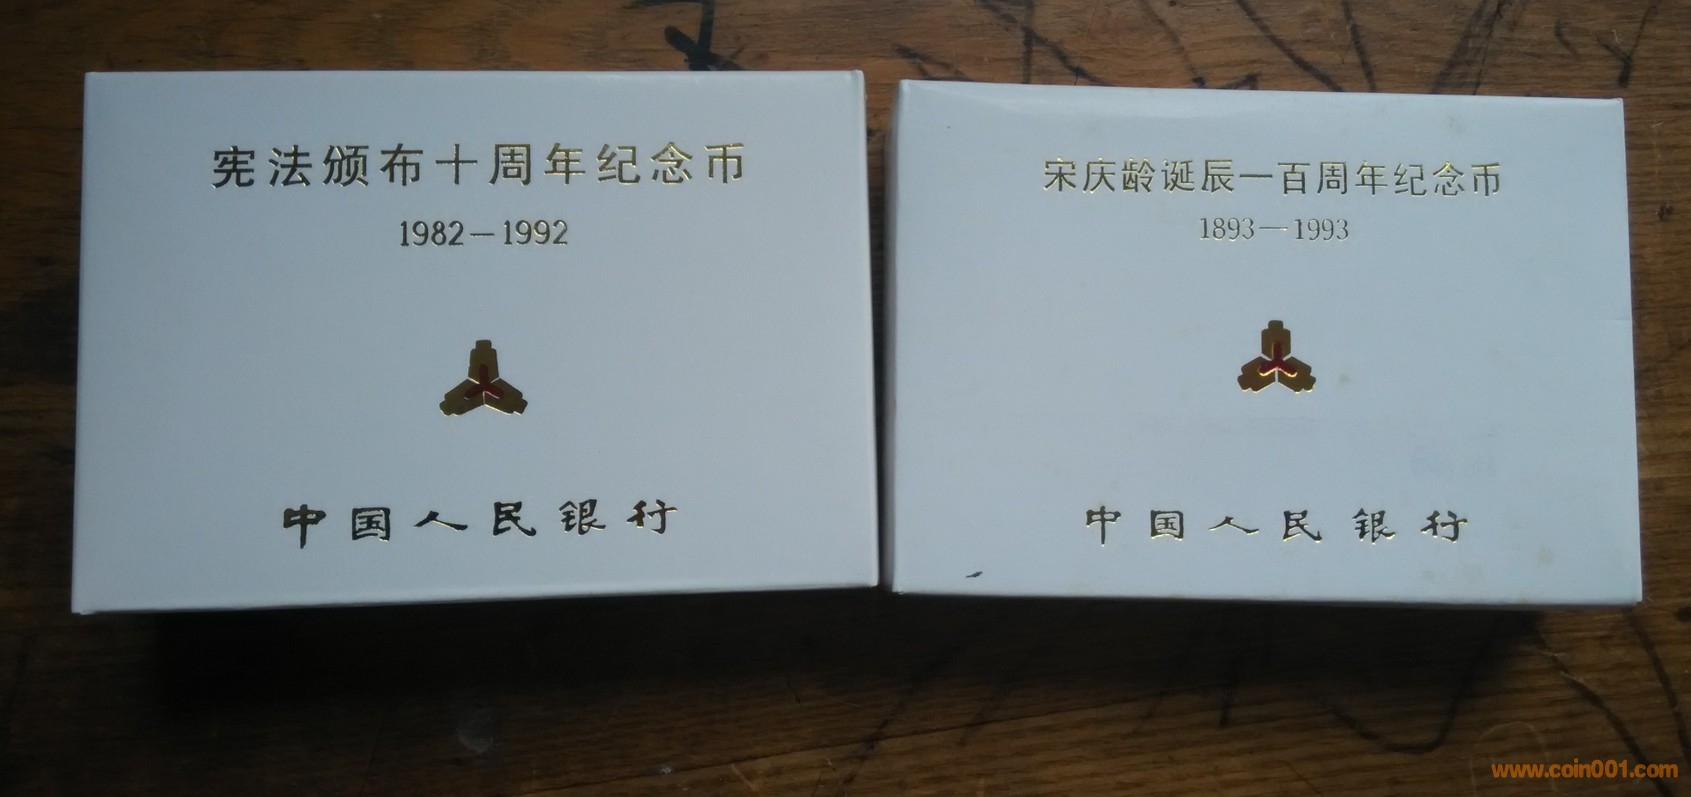 宪法颁布十周年纪念币
1982-1992
中国人民银行
宋庆龄诞辰一百周年纪念币
1893-1993
中国人民银行
www.coin001.com